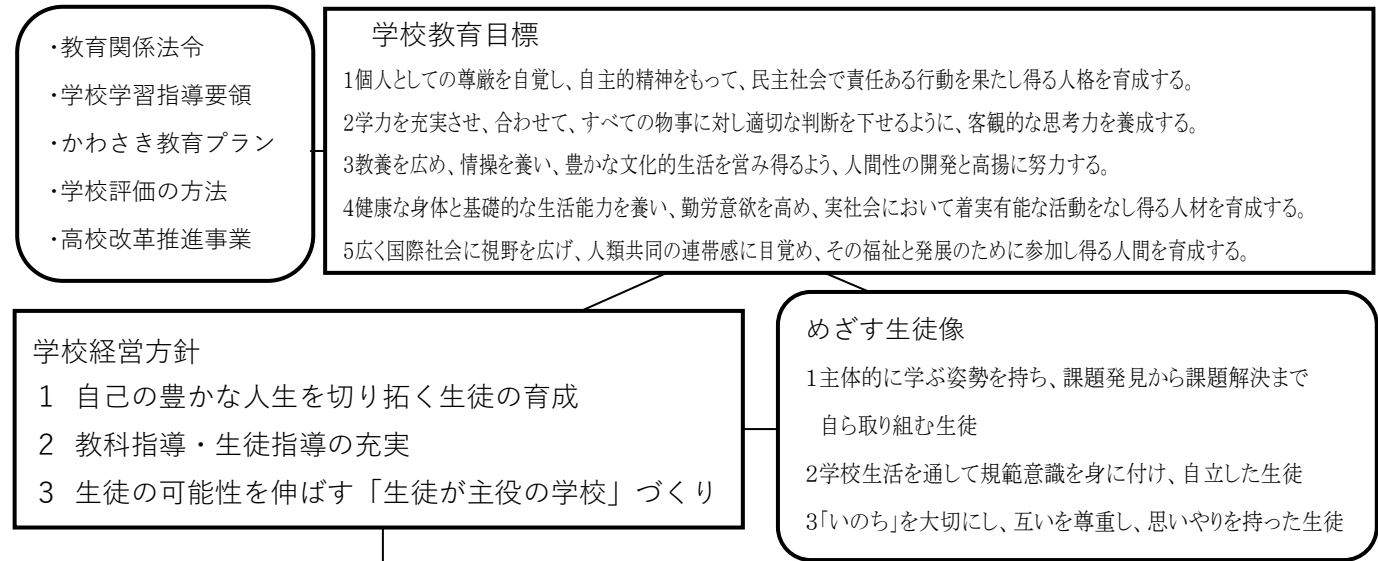 ・教育関係法令
・学校学習指導要領
・かわさき教育プラン
・学校評価の方法
・高校改革推進事業
学校教育目標
1個人としての尊厳を自覚し、自主的精神をもって、民主社会で責任ある行動を果たし得る人格を育成する。
2学力を充実させ、合わせて、すべての物事に対し適切な判断を下せるように、客観的な思考力を養成する。
3教養を広め、情操を養い、豊かな文化的生活を営み得るよう、人間性の開発と高揚に努力する。
4健康な身体と基礎的な生活能力を養い、勤労意欲を高め、実社会において着実有能な活動をなし得る人材を育成する。
5広く国際社会に視野を広げ、人類共同の連帯感に目覚め、その福祉と発展のために参加し得る人間を育成する。
学校経営方針
1 自己の豊かな人生を切り拓く生徒の育成
2 教科指導・生徒指導の充実
3 生徒の可能性を伸ばす「生徒が主役の学校」づくり
めざす生徒像
1主体的に学ぶ姿勢を持ち、課題発見から課題解決まで
自ら取り組む生徒
2学校生活を通して規範意識を身に付け、自立した生徒
3「いのち」を大切にし、互いを尊重し、思いやりを持った生徒